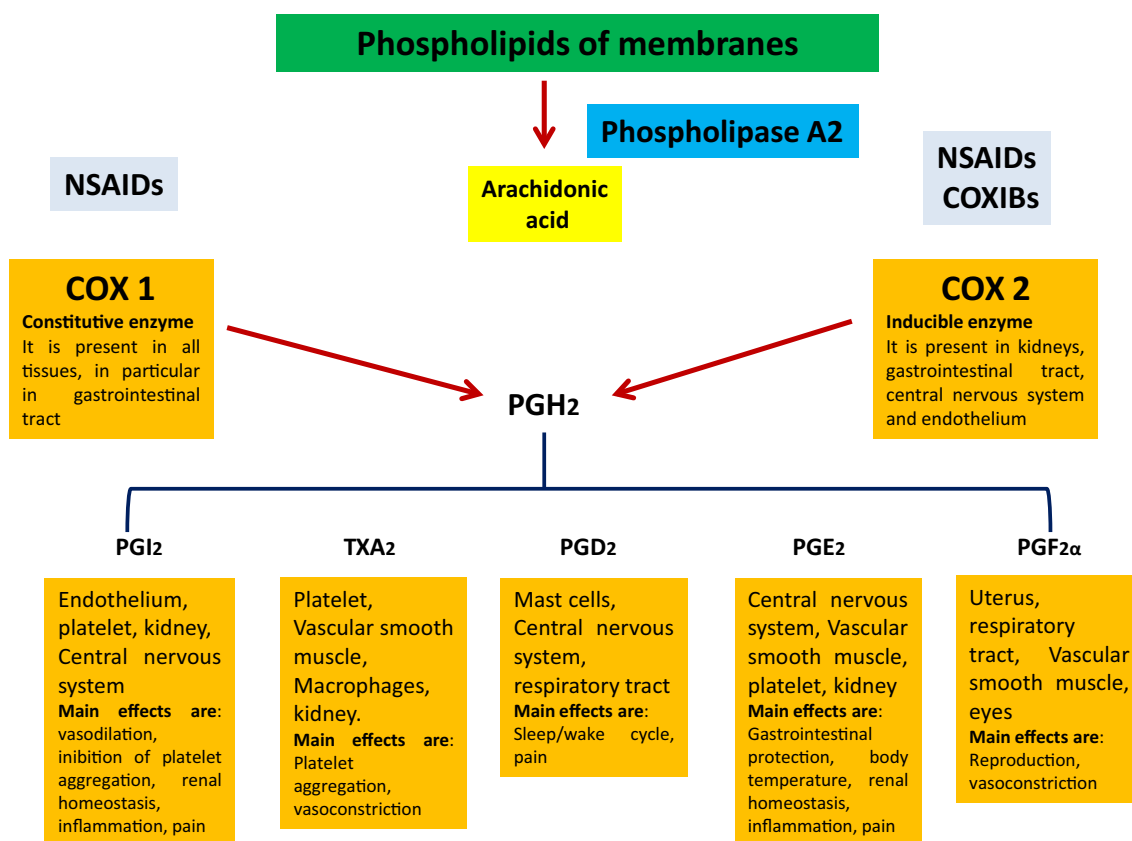 Phospholipids of membranes
Phospholipase A2
NSAIDs
Arachidonic
acid
NSAIDs
COXIBs
COX 1
Constitutive enzyme
It is present in all
tissues, in particular
in gastrointestinal
tract
COX 2
Inducible enzyme
It is present in kidneys,
gastrointestinal tract,
central nervous system
and endothelium
PGH2
PGI2
TXA2
PGD2
PGE2
PGF2α
Endothelium,
platelet, kidney,
Central nervous
system
Main effects are:
vasodilation,
inibition of platelet
aggregation, renal
homeostasis,
inflammation, pain
Platelet,
Vascular smooth
muscle,
Macrophages,
kidney.
Main effects are:
Platelet
aggregation,
vasoconstriction
Mast cells,
Central nervous
system,
respiratory tract
Main effects are:
Sleep/wake cycle,
pain
Central nervous
system, Vascular
smooth muscle,
platelet, kidney
Main effects are:
Gastrointestinal
protection, body
temperature, renal
homeostasis,
inflammation, pain
Uterus,
respiratory
tract, Vascular
smooth muscle,
eyes
Main effects are:
Reproduction,
vasoconstriction